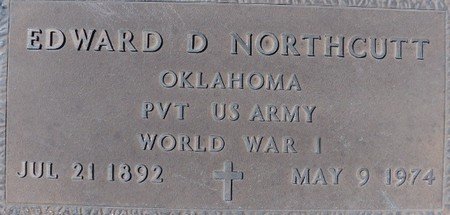 EDWARD D NORTHCUTT
OKLAHOMA
PVT US ARMY
WORLD WAR I
JUL 21 1892 MAY 9 1974